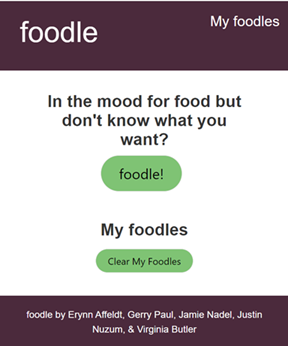 foodle
My foodles
In the mood for food but
don't know what you
want?
foodle!
My foodles
Clear My Foodles
foodle by Erynn Affeldt, Gerry Paul, Jamie Nadel, Justin
Nuzum, & Virginia Butler